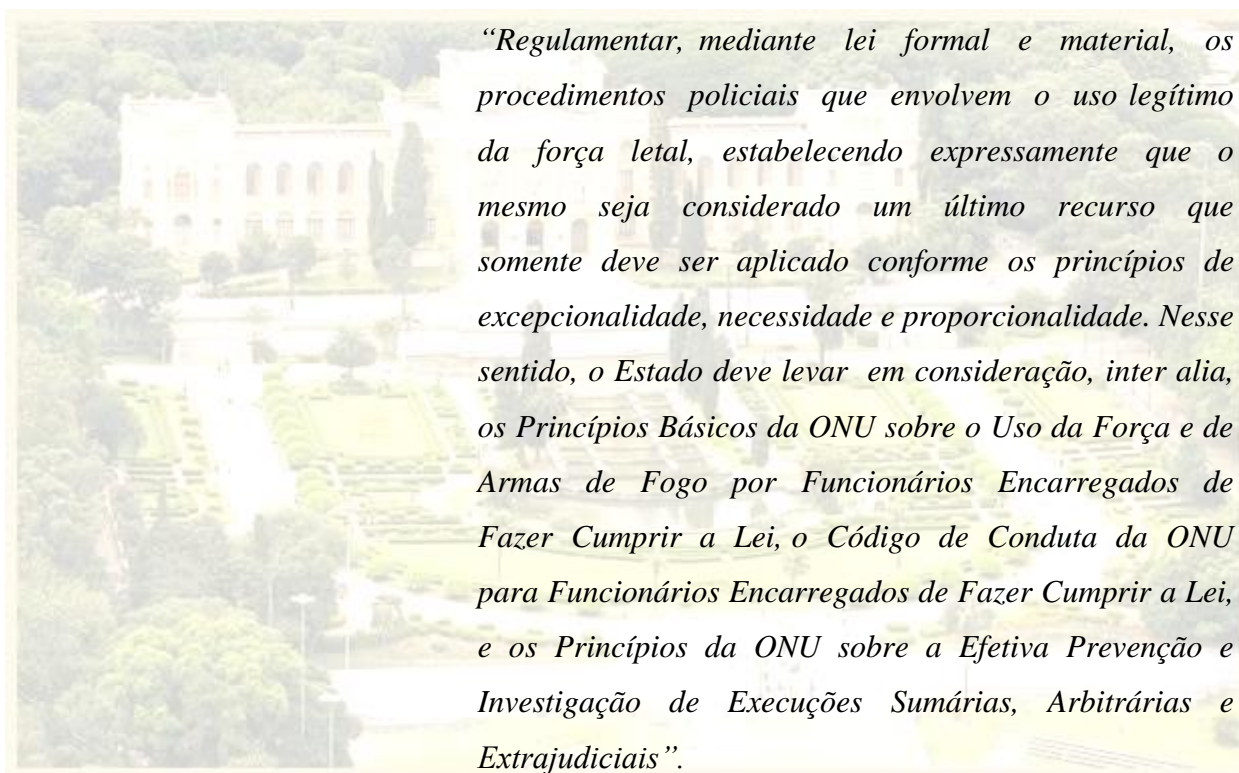 “Regulamentar, mediante lei formal e material, os
procedimentos policiais que envolvem o uso legítimo
da força letal, estabelecendo expressamente que o
mesmo seja considerado um último recurso que
somente deve ser aplicado conforme os princípios de
excepcionalidade, necessidade e proporcionalidade. Nesse
sentido, o Estado deve levar em consideração, inter alia,
os Princípios Básicos da ONU sobre o Uso da Força e de
Armas de Fogo por Funcionários Encarregados de
Fazer Cumprir a Lei, o Código de Conduta da ONU
para Funcionários Encarregados de Fazer Cumprir a Lei,
e os Princípios da ONU sobre a Efetiva Prevenção e
Investigação de Execuções Sumárias, Arbitrárias e
Extrajudiciais”.